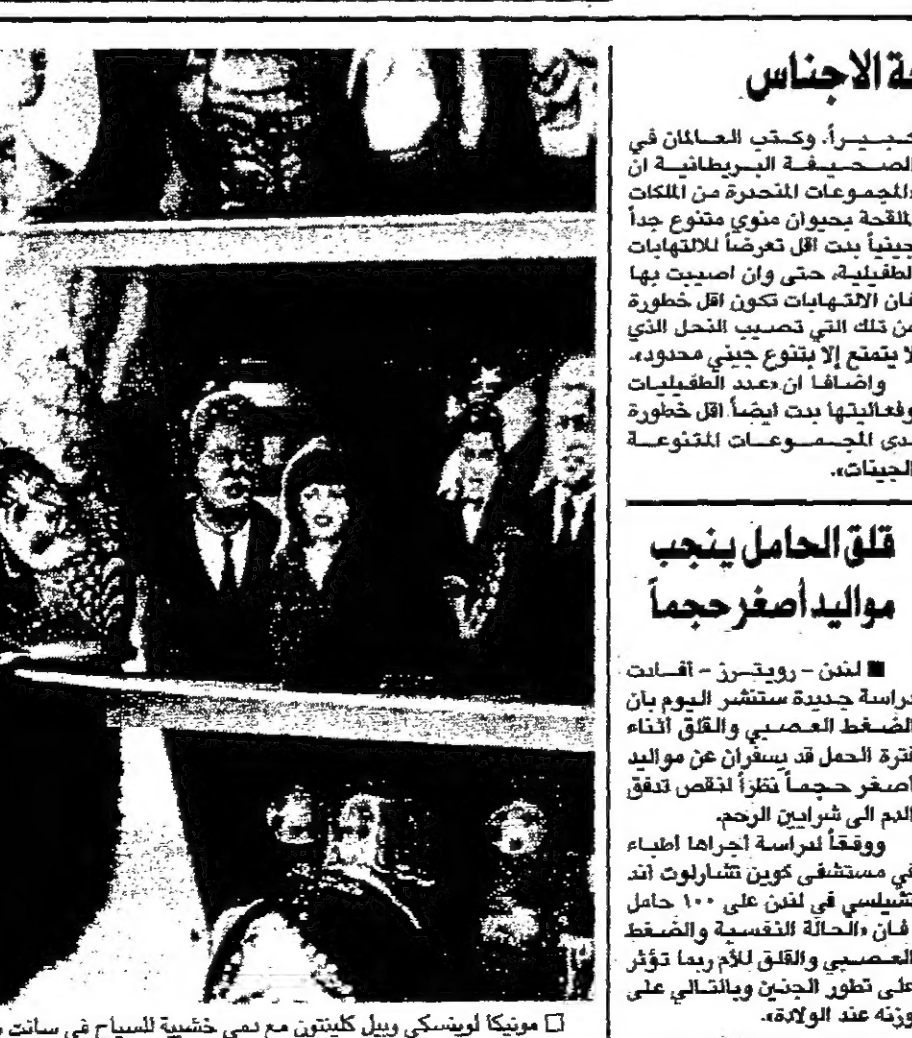 ـة الاجناس
كبيراً. وكتب العالمان في
الصحيفة البريطانية ان
«المجموعات المنحدرة من الملكات
الملقحة بحيوان منوي متنوع جداً
جينياً بدت اقل تعرضاً للالتهابات
الطفيلية، حتى وان اصيبت بها
فان الالتهابات تكون اقل خطورة
من تلك التي تصيب النحل الذي
لا يتمتع إلا بتنوع جيني محدود».
واضافا ان «عدد الطفيليات
وفعاليتها بدت ايضاً اقل خطورة
لدى المجموعات المتنوعة
الجينات».
قلق الحامل ينجب
مواليد أصغر حجماً
■ لندن - رويترز - أفادت
دراسة جديدة ستنشر اليوم بأن
الضغط العصبي والقلق اثناء
فترة الحمل قد يسفران عن مواليد
أصغر حجماً نظراً لنقص تدفق
الدم الى شرايين الرحم.
ووفقاً لدراسة أجراها أطباء
في مستشفى كوين تشارلوت أند
تشيلسي في لندن على ١٠٠ حامل
فان «الحالة النفسية والضغط
العصبي والقلق للأم ربما تؤثر
على تطور الجنين وبالتالي على
وزنه عند الولادة».
□ مونيكا لوينسكي وبيل كلينتون مع دمى خشبية للسياح في سانت